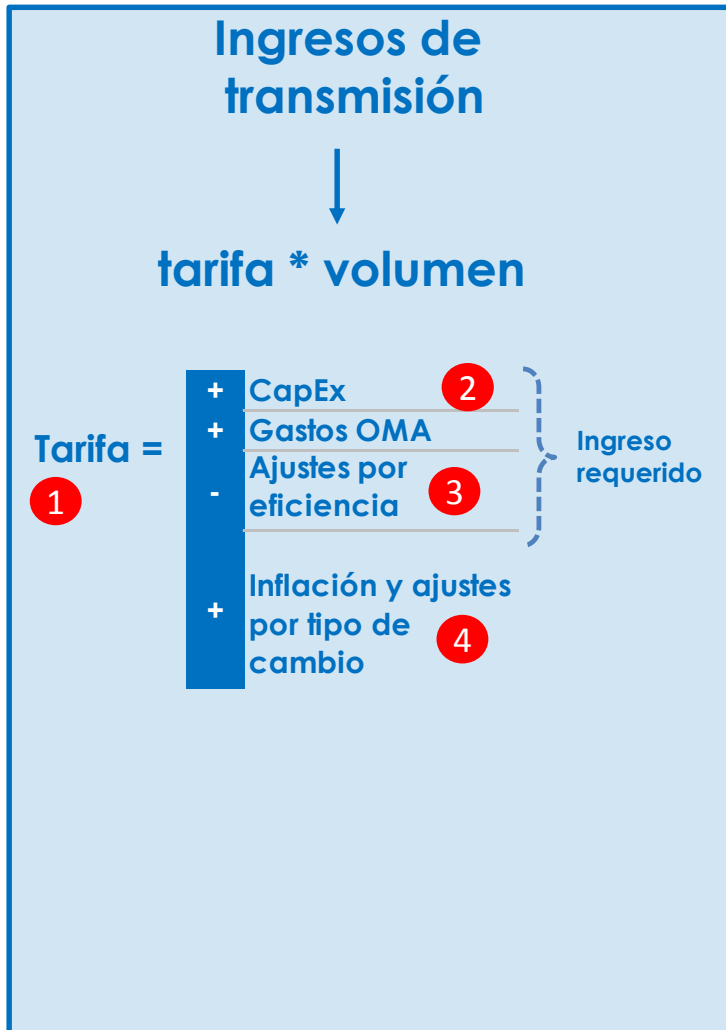 Ingresos de
transmisión
tarifa * volumen
Tarifa =
1
+ CapEx 2
+ Gastos OMA
- Ajustes por
eficiencia 3
Ingreso
requerido
+ Inflación y ajustes
por tipo de
cambio 4